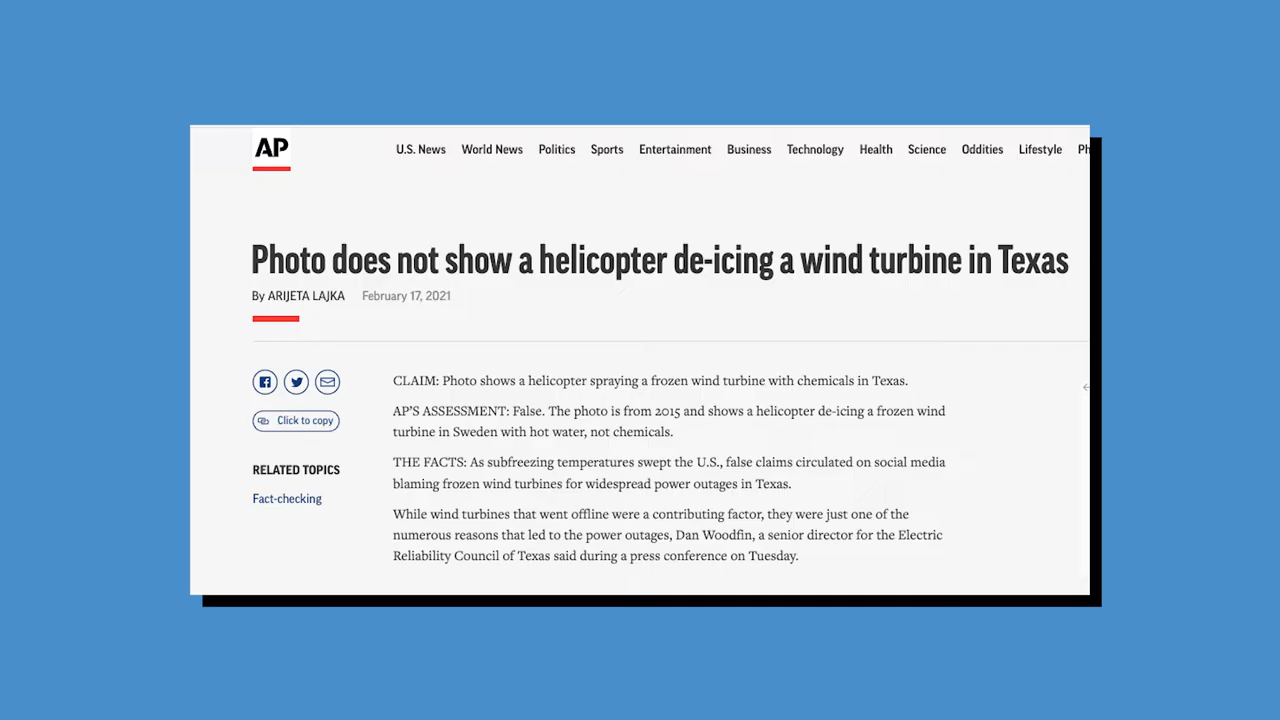 AP
U.S. News World News Politics Sports Entertainment Business Technology Health Science Oddities Lifestyle Ph
Photo does not show a helicopter de-icing a wind turbine in Texas
By ARIJETA LAJKA February 17, 2021
Click to copy
RELATED TOPICS
Fact-checking
CLAIM: Photo shows a helicopter spraying a frozen wind turbine with chemicals in Texas.
AP'S ASSESSMENT: False. The photo is from 2015 and shows a helicopter de-icing a frozen wind
turbine in Sweden with hot water, not chemicals.
THE FACTS: As subfreezing temperatures swept the U.S., false claims circulated on social media
blaming frozen wind turbines for widespread power outages in Texas.
While wind turbines that went offline were a contributing factor, they were just one of the
numerous reasons that led to the power outages, Dan Woodfin, a senior director for the Electric
Reliability Council of Texas said during a press conference on Tuesday.